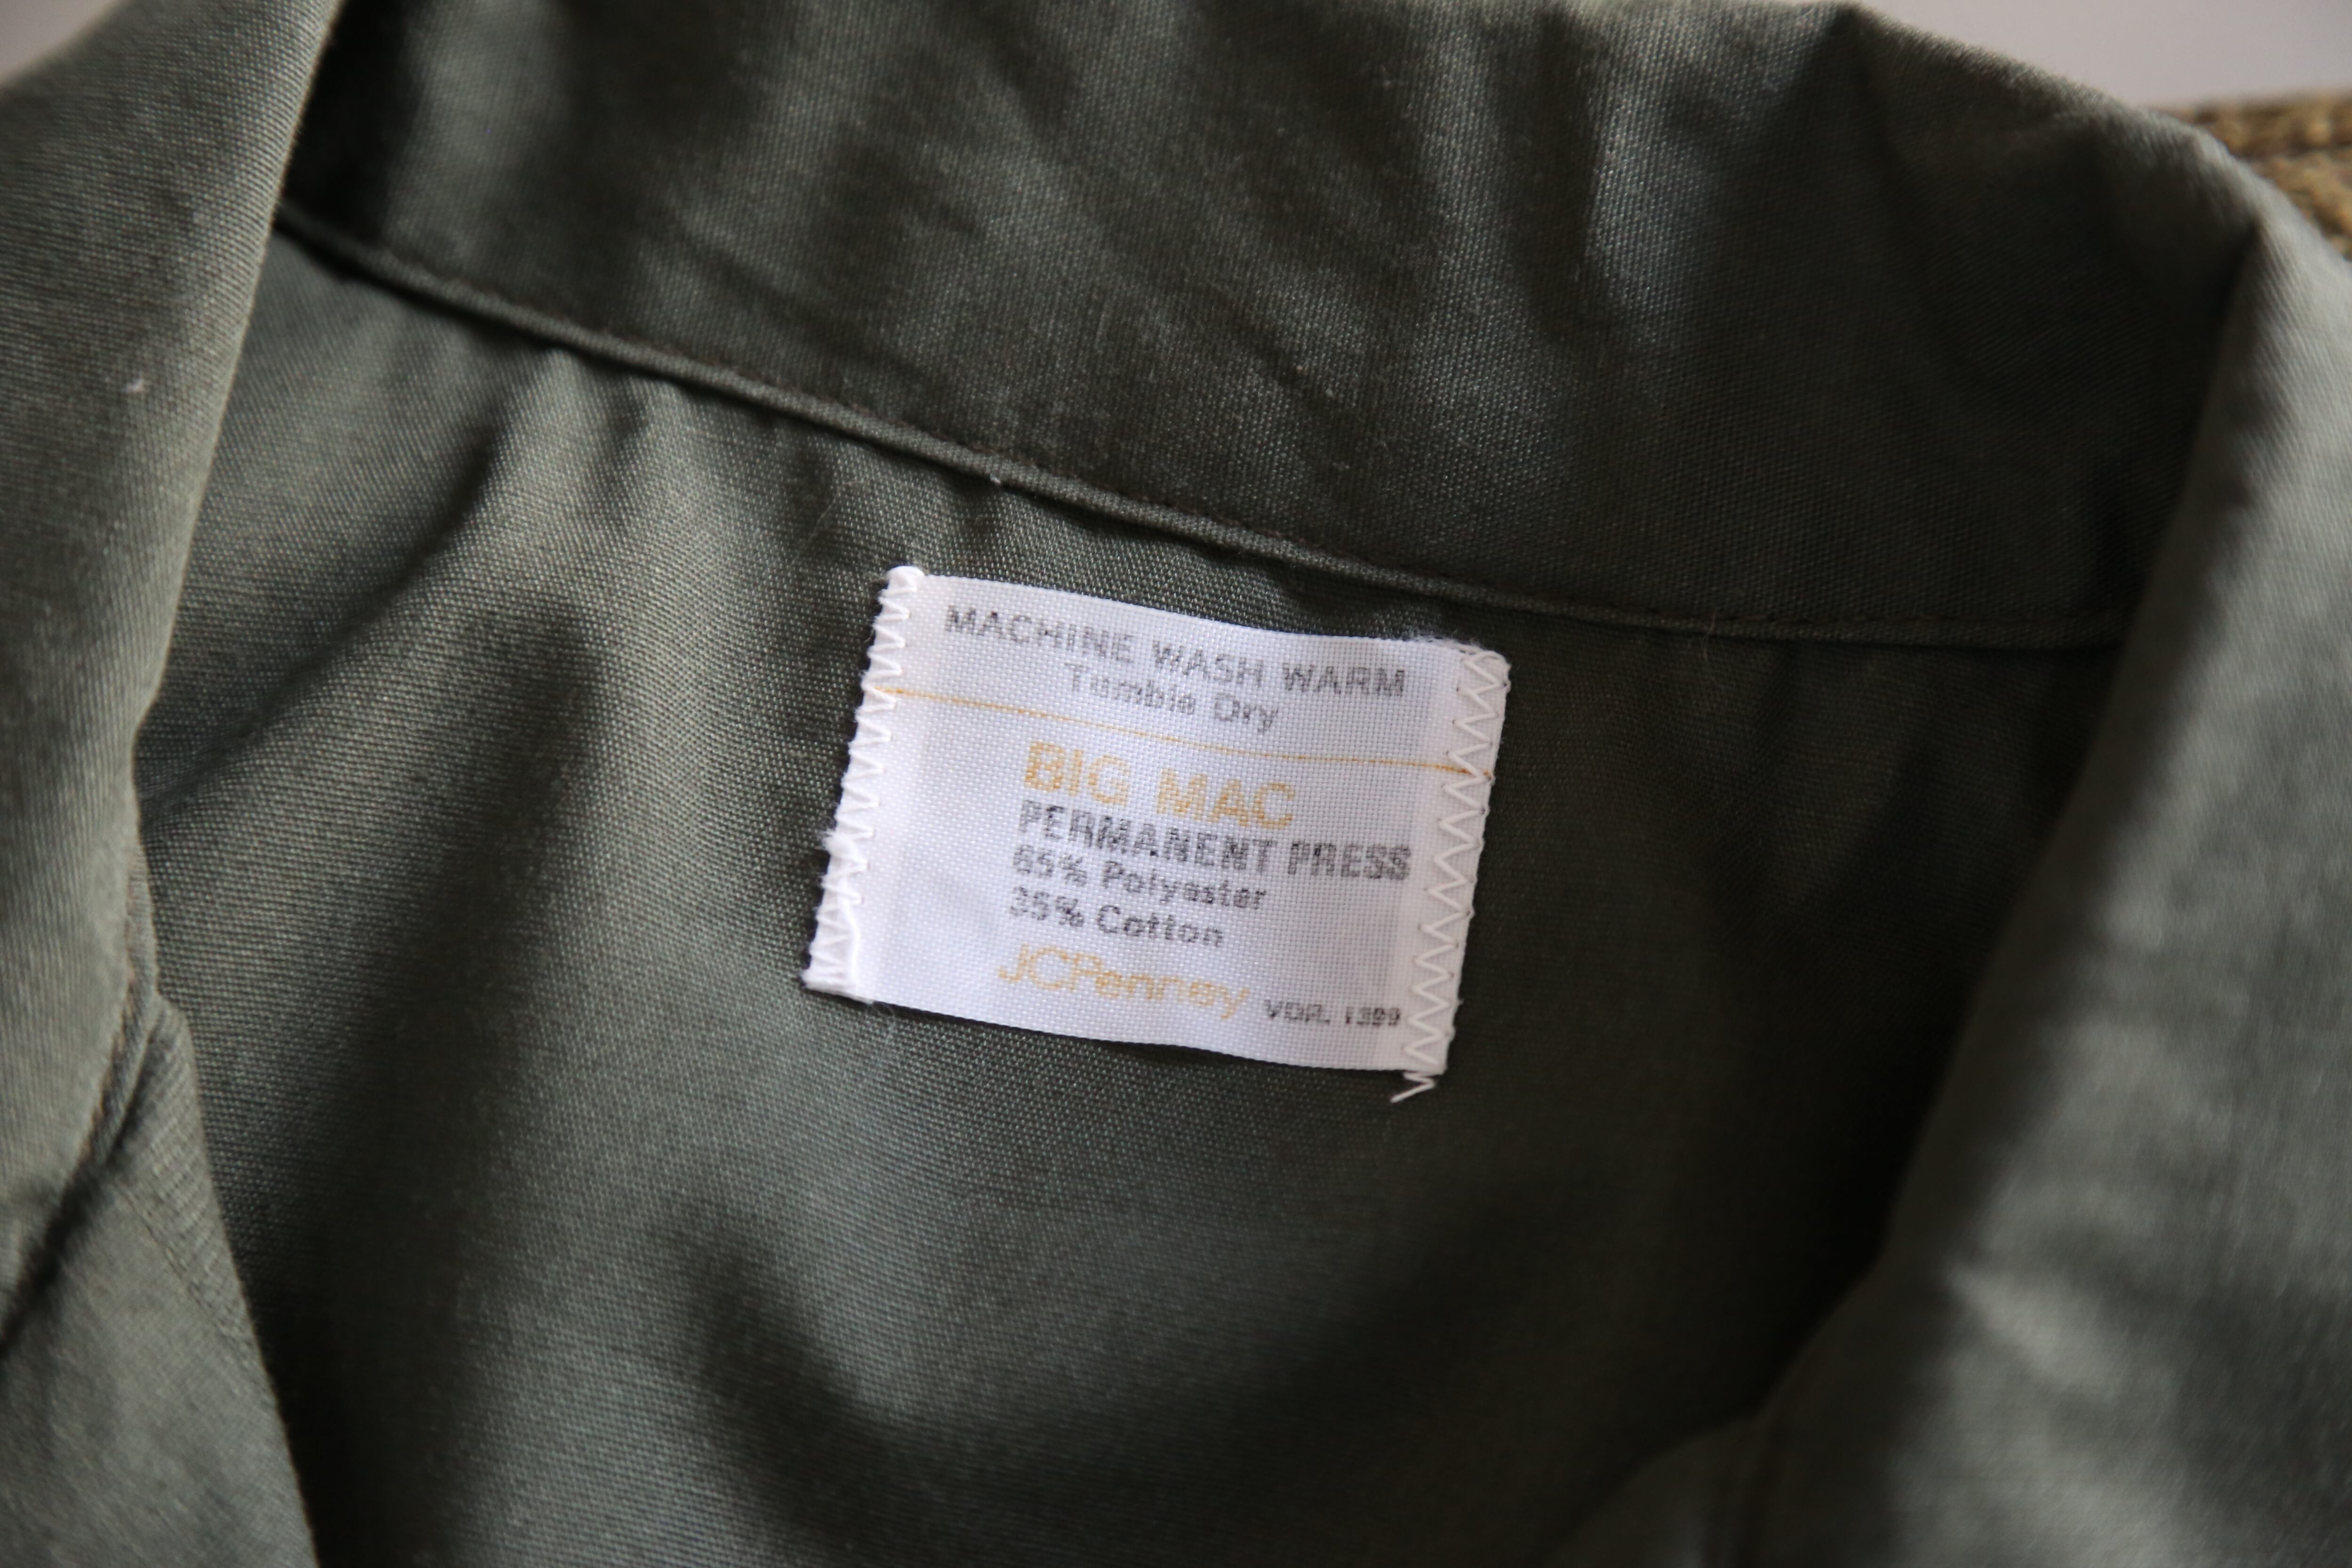 MACHINE WASH WARM
Tumble Dry
BIG MAC
PERMANENT PRESS
65% Polyester
35% Cotton
JCPenney VDR. 1399